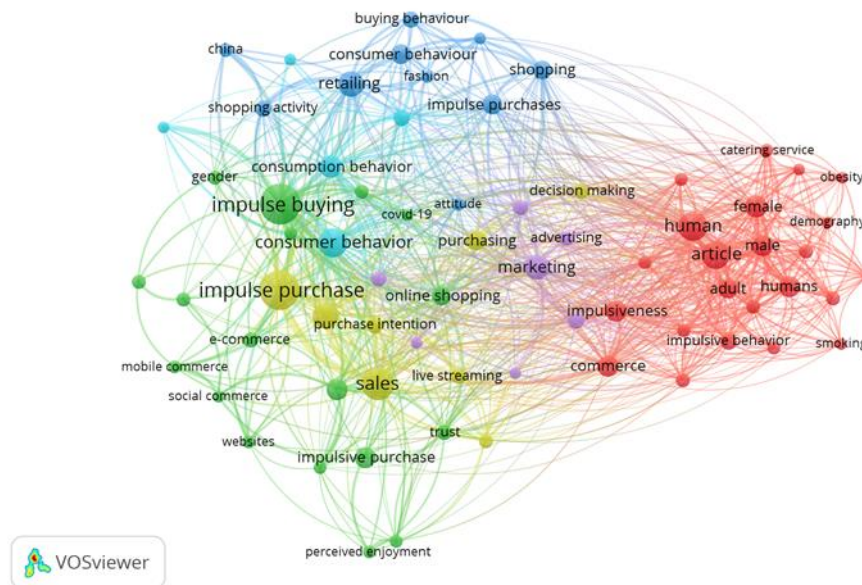 buying behaviour
china
consumer behaviour
shopping
fashion
retailing
impulse purchases
shopping activity
catering service
consumption behavior
gender
obesity
decision making
impulse buying
attitude
female
covid-19
demography
human
consumer behavior
purchasing
advertising
male
article
marketing
impulse purchase
online shopping
adult
humans
impulsiveness
purchase intention
e-commerce
impulsive behavior
smoking
mobile commerce
commerce
live streaming
sales
social commerce
trust
websites
impulsive purchase
perceived enjoyment
VOSviewer